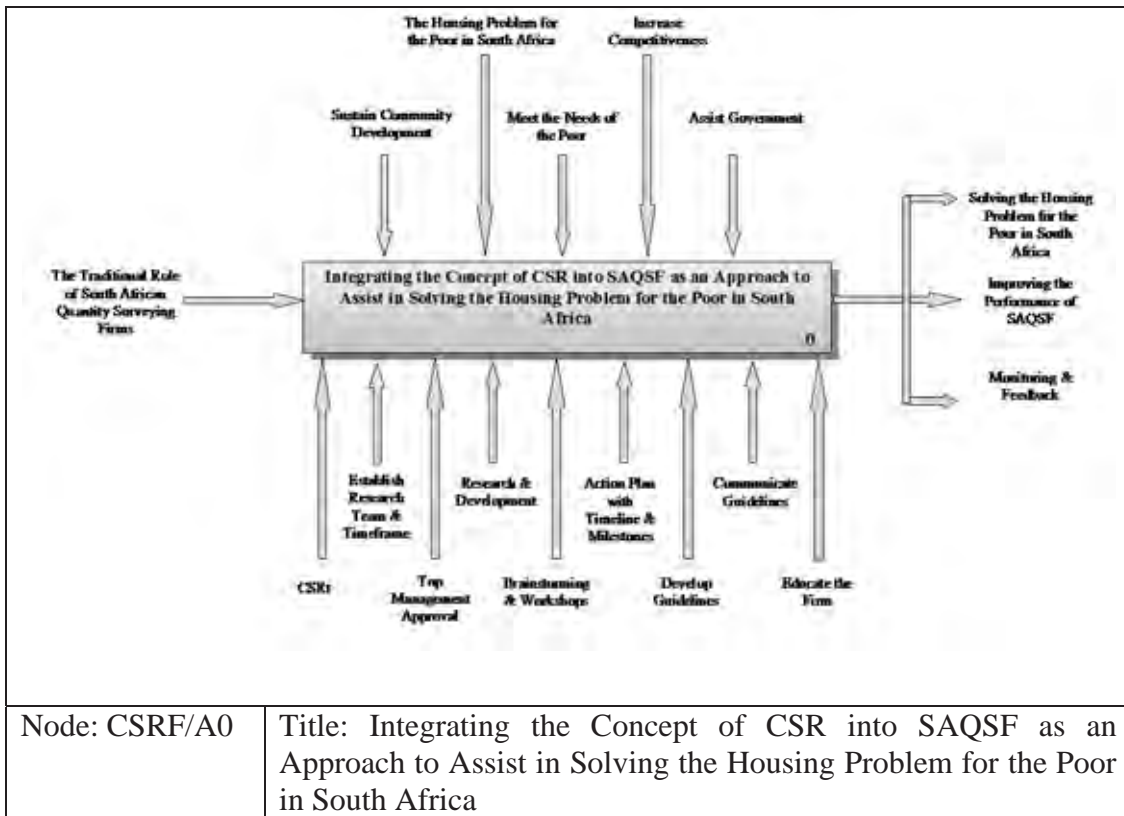 The Housing Problem for
the Poor in South Africa
Increase
Competitiveness
Sustain Community
Development
Meet the Needs of
the Poor
Assist Government
The Traditional Role
of South African
Quantity Surveying
Firms
Integrating the Concept of CSR into SAQSF as an Approach to
Assist in Solving the Housing Problem for the Poor in South
Africa
0
Solving the Housing
Problem for the
Poor in South
Africa
Improving the
Performance of
SAQSF
Monitoring &
Feedback
Establish
Research
Team &
Timeframe
Research &
Development
Action Plan
with
Timeline &
Milestones
Communicate
Guidelines
Top
Management
Approval
Brainstorming
& Workshops
Develop
Guidelines
Educate the
Firm
Node: CSRF/A0
Title: Integrating the Concept of CSR into SAQSF as an
Approach to Assist in Solving the Housing Problem for the Poor
in South Africa